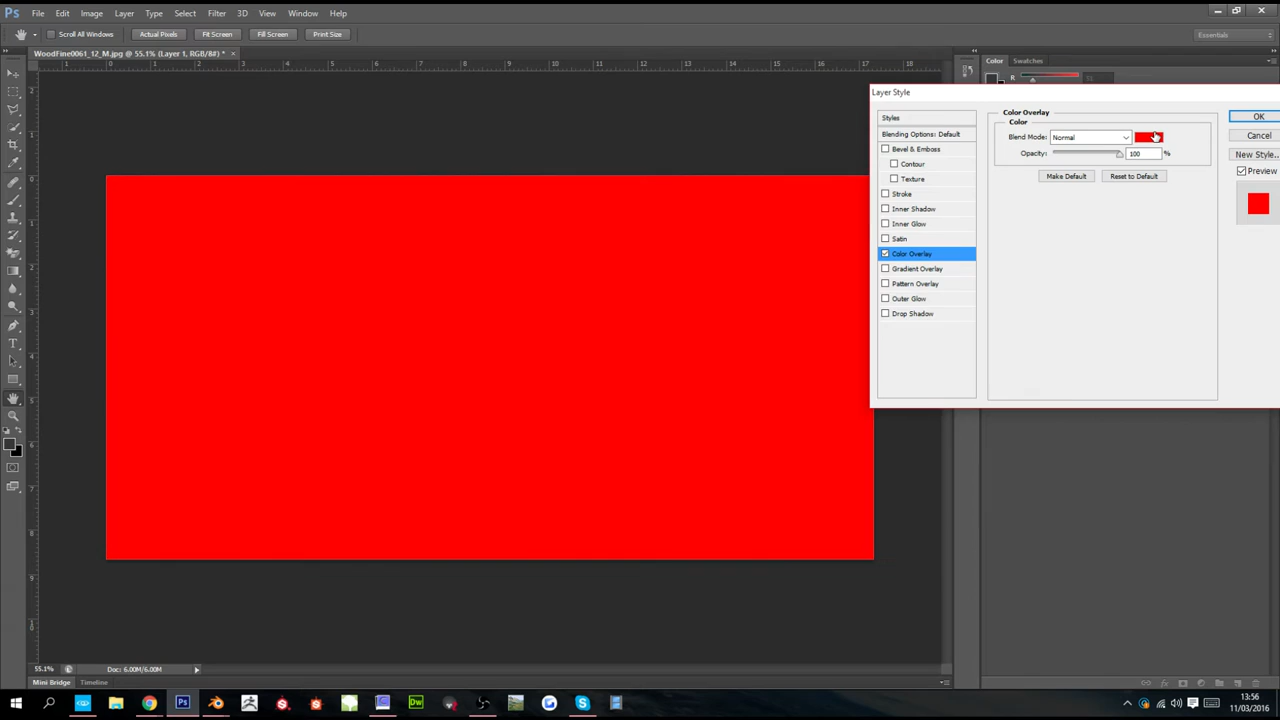 Ps File Edit Image Layer Type Select Filter 3D View Window Help
Scroll All Windows Actual Pixels Fit Screen Fill Screen Print Size Essentials
WoodFine0061_12_M.jpg @ 55.1% (Layer 1, RGB/8#) * ×
Color Swatches
R
Layer Style
Styles
Blending Options: Default
Bevel & Emboss
Contour
Texture
Stroke
Inner Shadow
Inner Glow
Satin
Color Overlay
Gradient Overlay
Pattern Overlay
Outer Glow
Drop Shadow
Color Overlay
Color
Blend Mode: Normal
Opacity: 100 %
Make Default Reset to Default
OK
Cancel
New Style...
Preview
55.1% Doc: 6.00M/6.00M
Mini Bridge Timeline
13:56
11/03/2016